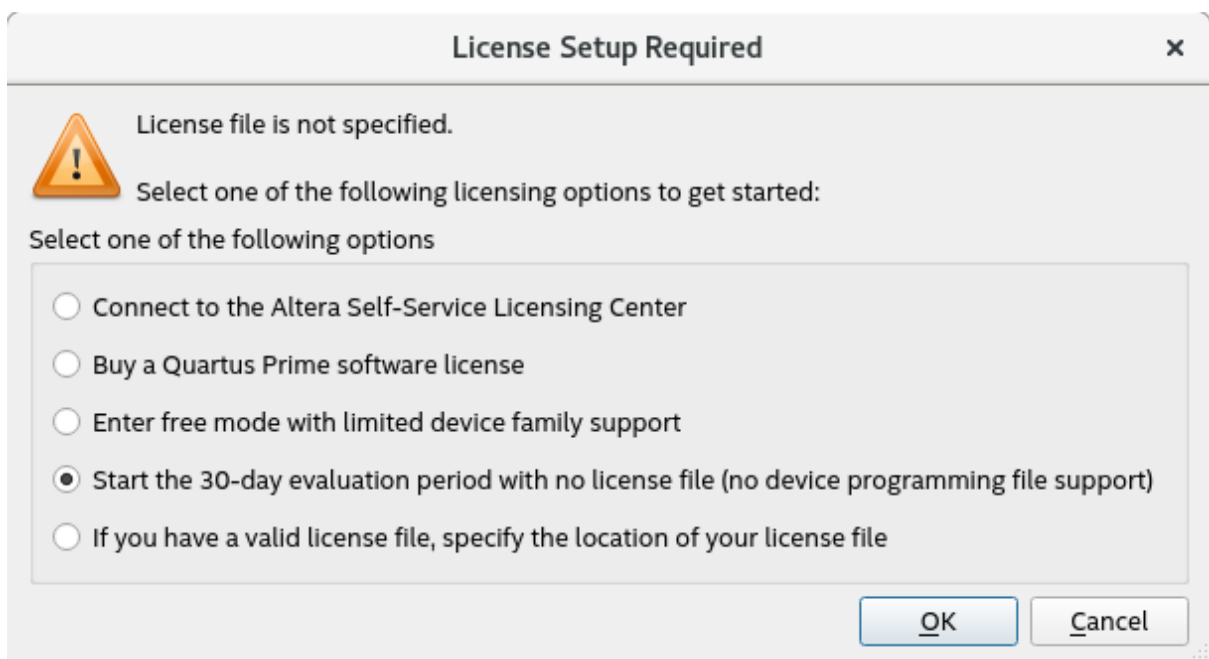 License Setup Required
License file is not specified.
Select one of the following licensing options to get started:
Select one of the following options
Connect to the Altera Self-Service Licensing Center
Buy a Quartus Prime software license
Enter free mode with limited device family support
Start the 30-day evaluation period with no license file (no device programming file support)
If you have a valid license file, specify the location of your license file
OK
Cancel